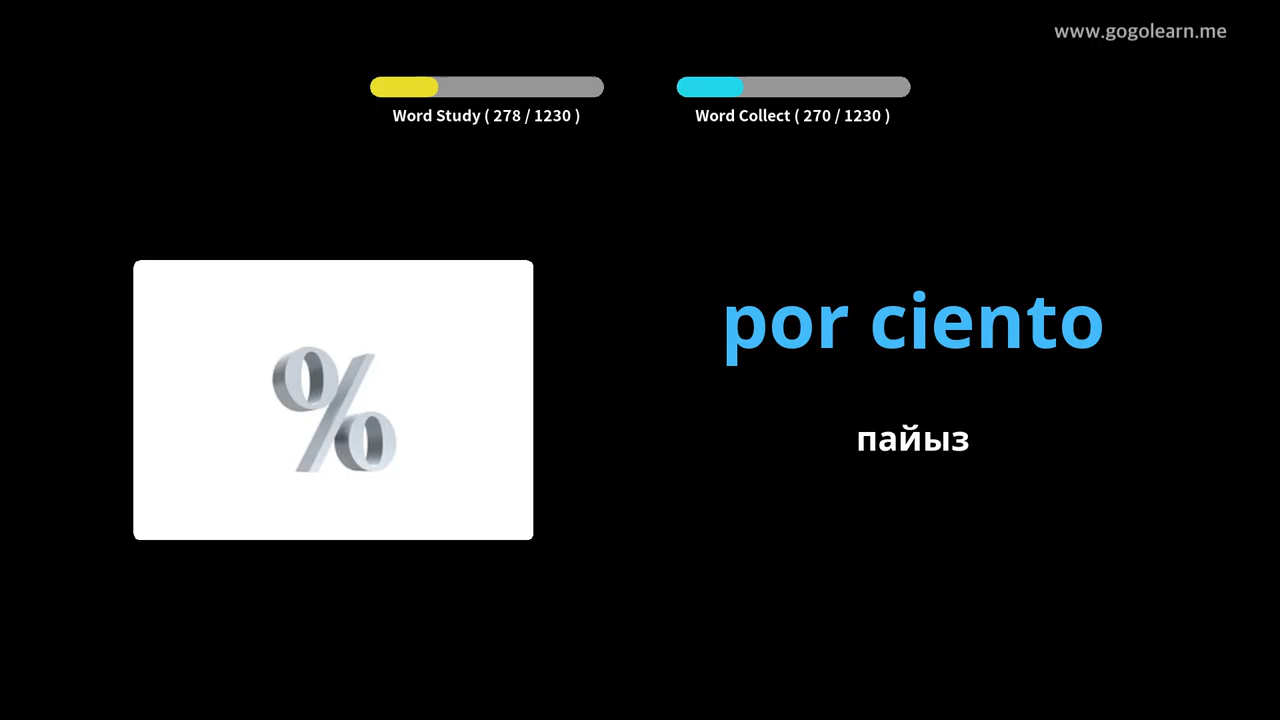 www.gogolearn.me
Word Study ( 278 / 1230 )
Word Collect ( 270 / 1230 )
%
por ciento
пайыз